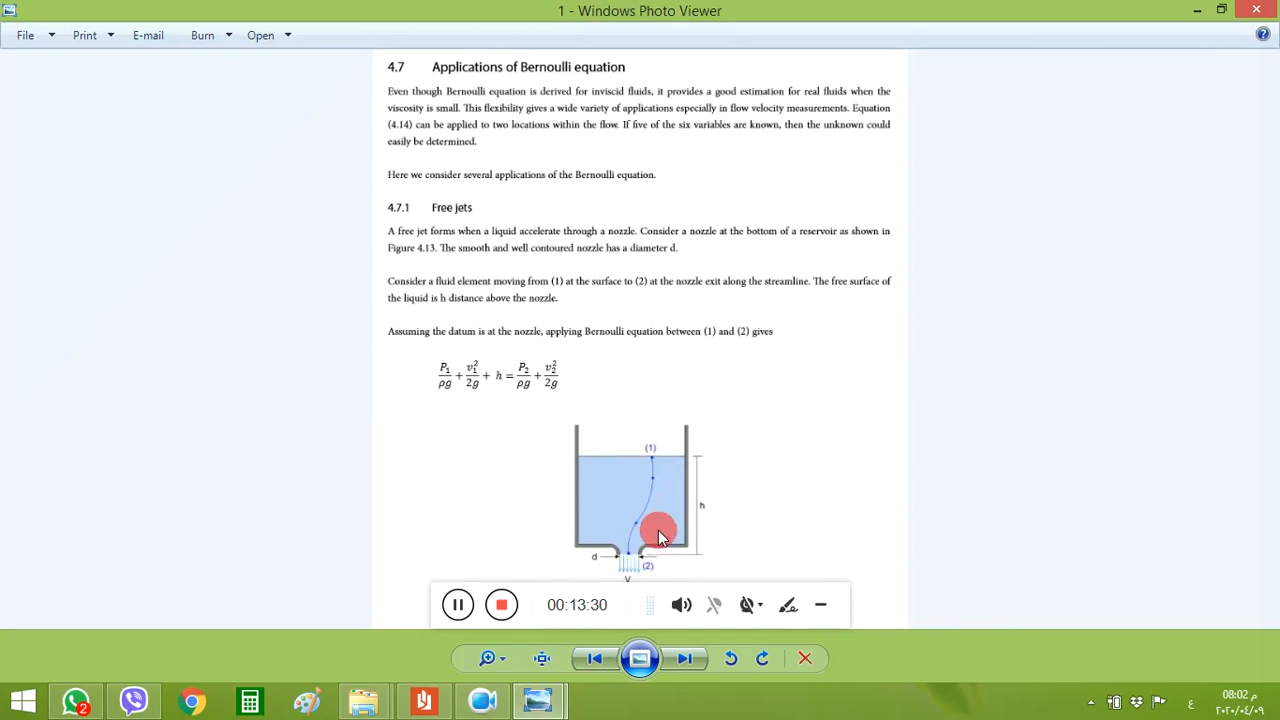 1 - Windows Photo Viewer
File Print E-mail Burn Open
4.7 Applications of Bernoulli equation
Even though Bernoulli equation is derived for inviscid fluids, it provides a good estimation for real fluids when the
viscosity is small. This flexibility gives a wide variety of applications especially in flow velocity measurements. Equation
(4.14) can be applied to two locations within the flow. If five of the six variables are known, then the unknown could
easily be determined.
Here we consider several applications of the Bernoulli equation.
4.7.1 Free jets
A free jet forms when a liquid accelerate through a nozzle. Consider a nozzle at the bottom of a reservoir as shown in
Figure 4.13. The smooth and well contoured nozzle has a diameter d.
Consider a fluid element moving from (1) at the surface to (2) at the nozzle exit along the streamline. The free surface of
the liquid is h distance above the nozzle.
Assuming the datum is at the nozzle, applying Bernoulli equation between (1) and (2) gives
P₁/ρg + v₁²/2g + h = P₂/ρg + v₂²/2g
(1)
h
d
(2)
V
00:13:30
2
ع
08:02 م
٢٠٢٠/٠٤/٠٩